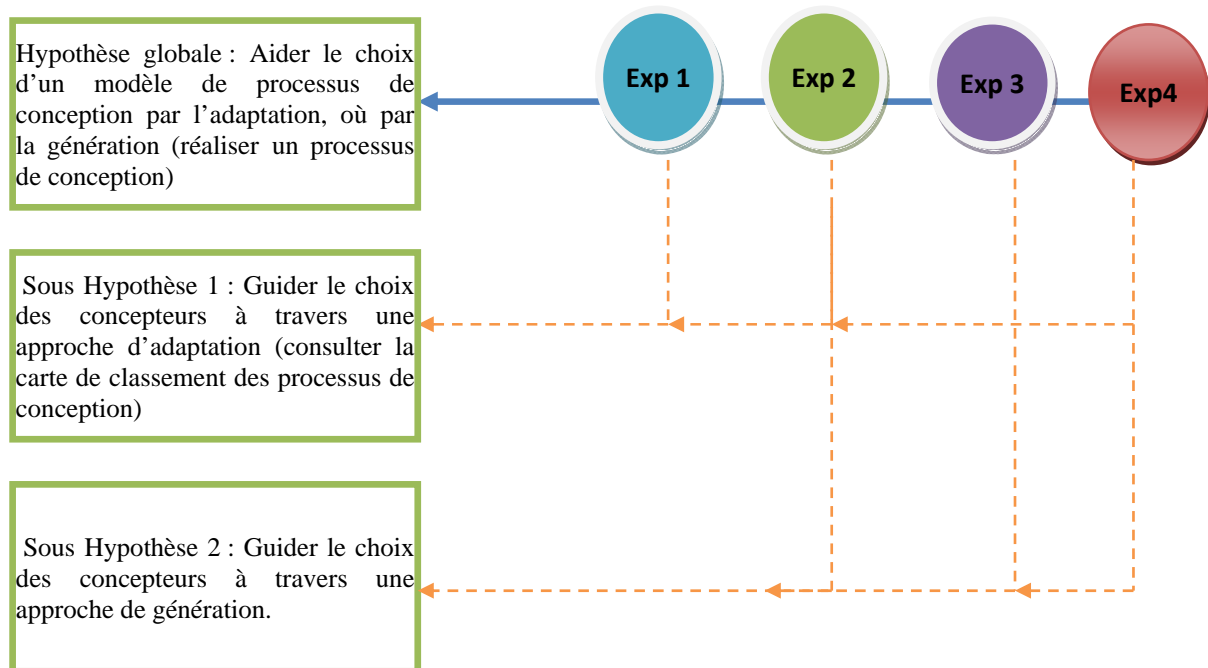 Hypothèse globale : Aider le choix
d’un modèle de processus de
conception par l’adaptation, où par
la génération (réaliser un processus
de conception)
Exp 1
Exp 2
Exp 3
Exp4
Sous Hypothèse 1 : Guider le choix
des concepteurs à travers une
approche d’adaptation (consulter la
carte de classement des processus de
conception)
Sous Hypothèse 2 : Guider le choix
des concepteurs à travers une
approche de génération.